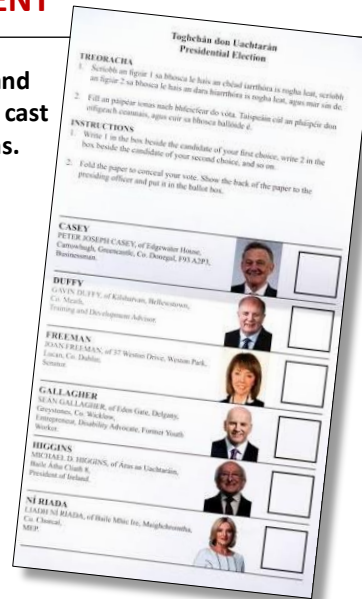 ENT
and
cast
ns.
Toghchán don Uachtarán
Presidential Election
TREORACHA
1. Scríobh an figiúr 1 sa bhosca le hais an chéad iarrthóra is rogha leat, scríobh
an figiúr 2 sa bhosca le hais an dara hiarrthóra is rogha leat, agus mar sin de.
2. Fill an páipéar ionas nach bhfeicfear do vóta. Taispeáin cúl an pháipéir don
oifigeach ceannais, agus cuir sa bhosca ballóide é.
INSTRUCTIONS
1. Write 1 in the box beside the candidate of your first choice, write 2 in the
box beside the candidate of your second choice, and so on.
2. Fold the paper to conceal your vote. Show the back of the paper to the
presiding officer and put it in the ballot box.
CASEY
PETER JOSEPH CASEY, of Edgewater House,
Carrowhugh, Greencastle, Co. Donegal, F93 A2P3,
Businessman.
DUFFY
GAVIN DUFFY, of Kilsharvan, Bellewstown,
Co. Meath,
Training and Development Advisor.
FREEMAN
JOAN FREEMAN, of 37 Weston Drive, Weston Park,
Lucan, Co. Dublin,
Senator.
GALLAGHER
SEÁN GALLAGHER, of Eden Gate, Delgany,
Greystones, Co. Wicklow,
Entrepreneur, Disability Advocate, Former Youth
Worker.
HIGGINS
MICHAEL D. HIGGINS, of Áras an Uachtaráin,
Baile Átha Cliath 8,
President of Ireland.
NÍ RIADA
LIADH NÍ RIADA, of Baile Mhic Íre, Maighchromtha,
Co. Chorcaí,
MEP.